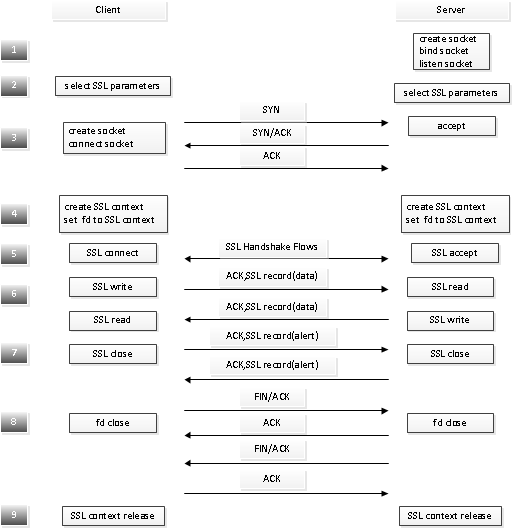 Client
Server
1
create socket
bind socket
listen socket
2
select SSL parameters
select SSL parameters
SYN
3
create socket
connect socket
SYN/ACK
accept
ACK
4
create SSL context
set fd to SSL context
create SSL context
set fd to SSL context
5
SSL connect
SSL Handshake Flows
SSL accept
6
SSL write
ACK,SSL record(data)
SSL read
SSL read
ACK,SSL record(data)
SSL write
7
SSL close
ACK,SSL record(alert)
SSL close
ACK,SSL record(alert)
FIN/ACK
8
fd close
ACK
fd close
FIN/ACK
ACK
9
SSL context release
SSL context release